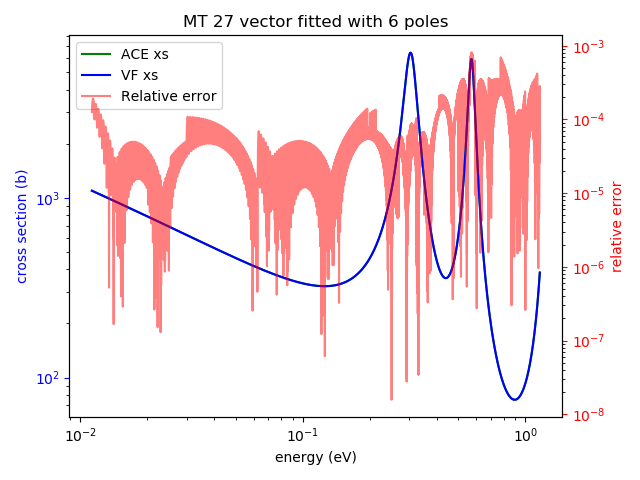 MT 27 vector fitted with 6 poles
ACE xs
VF xs
Relative error
cross section (b)
10³
10²
10⁻³
10⁻⁴
10⁻⁵
10⁻⁶
10⁻⁷
10⁻⁸
relative error
10⁻²
10⁻¹
10⁰
energy (eV)